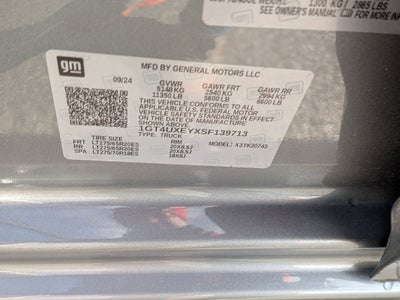 1300 KG / 2865 LBS
SEE OWNER'S MANUAL FOR MORE INFO
gm
MFD BY GENERAL MOTORS LLC
09/24
GVWR GAWR FRT GAWR RR
5148 KG 2540 KG 2994 KG
11350 LB 5600 LB 6600 LB
THIS VEHICLE CONFORMS TO ALL APPLICABLE
U.S. FEDERAL MOTOR VEHICLE SAFETY STANDARDS IN EFFECT
ON THE DATE OF MANUFACTURE SHOWN ABOVE.
1GT4UXEYXSF139713
TYPE: TRUCK MODEL: X3TK20743
TIRE SIZE RIM
FRT LT275/65R20ES 20X8.5J
RR LT275/65R20ES 20X8.5J
SPA LT275/70R18ES 18X8J